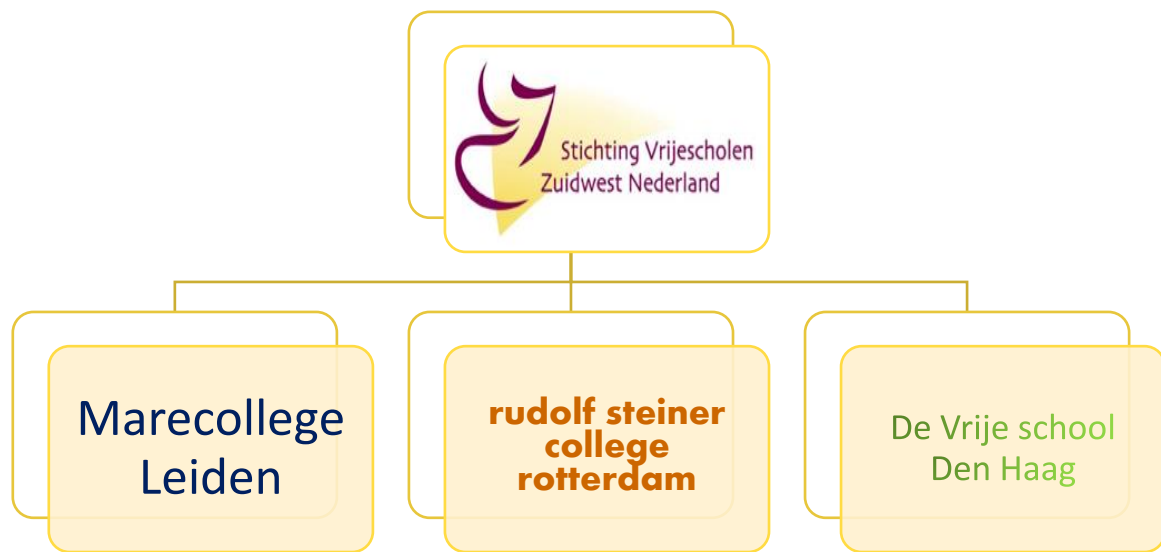 Stichting Vrijescholen
Zuidwest Nederland
Marecollege
Leiden
rudolf steiner
college
rotterdam
De Vrije school
Den Haag